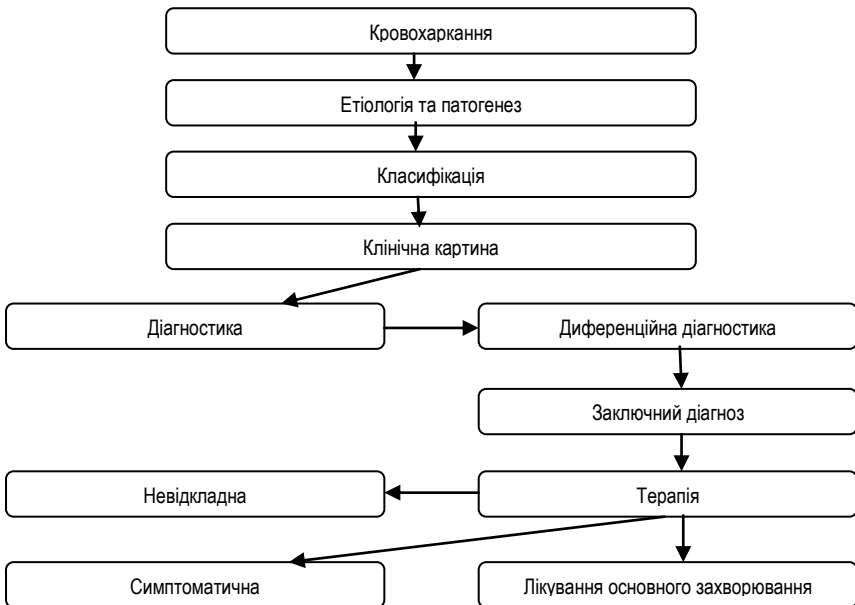 Кровохаркання
Етіологія та патогенез
Класифікація
Клінічна картина
Діагностика
Диференційна діагностика
Заключний діагноз
Невідкладна
Терапія
Симптоматична
Лікування основного захворювання